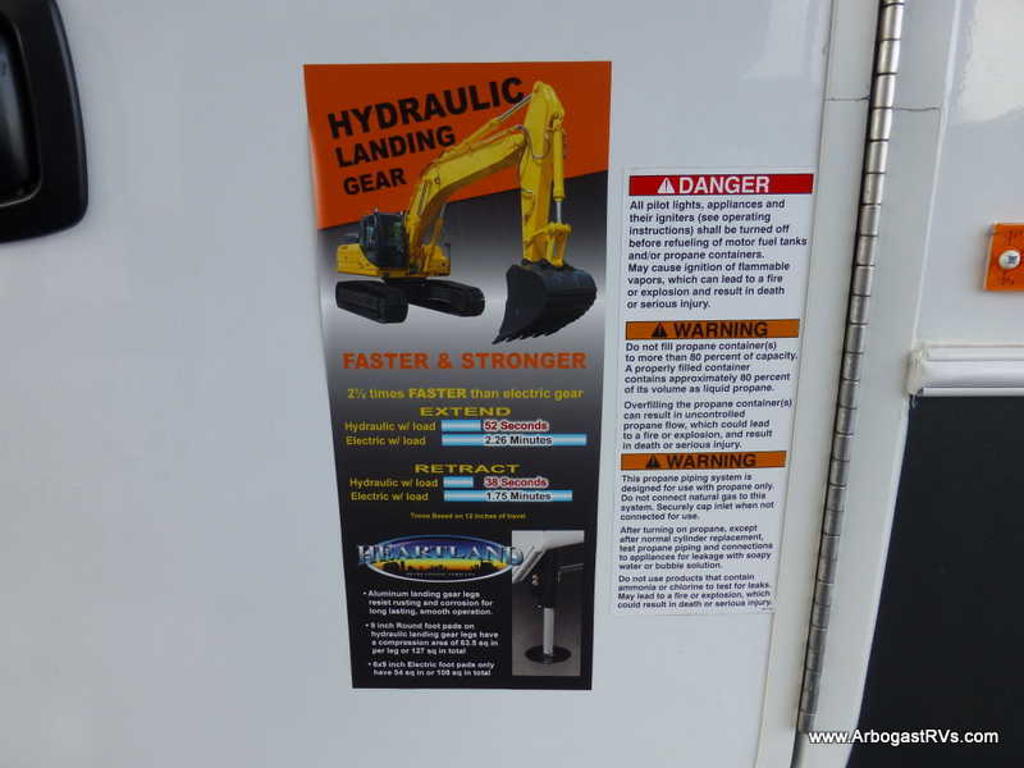 HYDRAULIC
LANDING
GEAR
FASTER & STRONGER
2½ times FASTER than electric gear
EXTEND
Hydraulic w/ load 52 Seconds
Electric w/ load 2.26 Minutes
RETRACT
Hydraulic w/ load 38 Seconds
Electric w/ load 1.75 Minutes
Times Based on 12 inches of travel
HEARTLAND
• Aluminum landing gear legs
resist rusting and corrosion for
long lasting, smooth operation.
• 9 inch Round foot pads on
hydraulic landing gear legs have
a compression area of 63.5 sq in
per leg or 127 sq in total
• 6x9 inch Electric foot pads only
have 54 sq in or 108 sq in total
DANGER
All pilot lights, appliances and
their igniters (see operating
instructions) shall be turned off
before refueling of motor fuel tanks
and/or propane containers.
May cause ignition of flammable
vapors, which can lead to a fire
or explosion and result in death
or serious injury.
WARNING
Do not fill propane container(s)
to more than 80 percent of capacity.
A properly filled container
contains approximately 80 percent
of its volume as liquid propane.
Overfilling the propane container(s)
can result in uncontrolled
propane flow, which could lead
to a fire or explosion, and result
in death or serious injury.
WARNING
This propane piping system is
designed for use with propane only.
Do not connect natural gas to this
system. Securely cap inlet when not
connected for use.
After turning on propane, except
after normal cylinder replacement,
test propane piping and connections
to appliances for leakage with soapy
water or bubble solution.
Do not use products that contain
ammonia or chlorine to test for leaks.
May lead to a fire or explosion, which
could result in death or serious injury.
www.ArbogastRVs.com